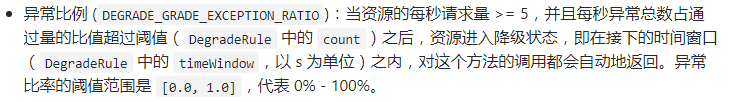 • 异常比例 (DEGRADE_GRADE_EXCEPTION_RATIO)：当资源的每秒请求量 >= 5，并且每秒异常总数占通
过量的比值超过阈值（ DegradeRule 中的 count ）之后，资源进入降级状态，即在接下的时间窗口
（ DegradeRule 中的 timeWindow ，以 s 为单位）之内，对这个方法的调用都会自动地返回。异常
比率的阈值范围是 [0.0, 1.0] ，代表 0% - 100%。